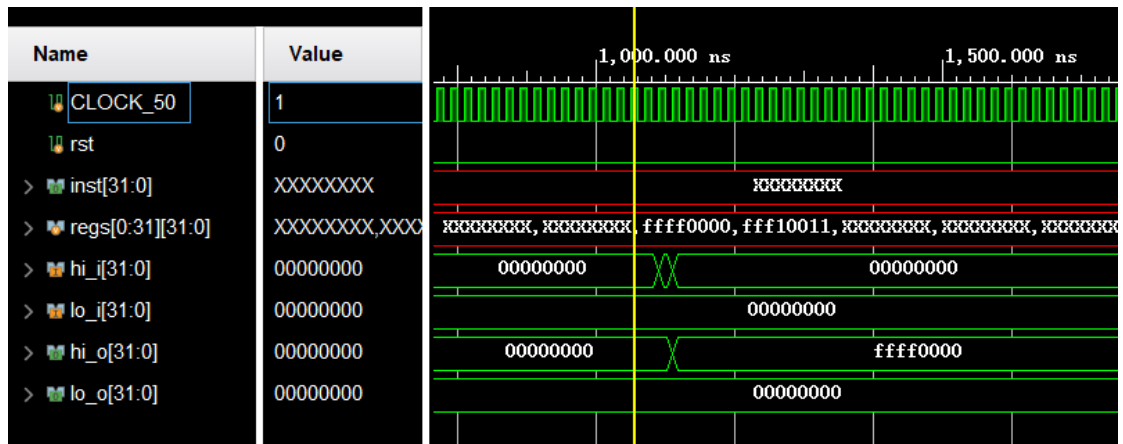 Name Value 1,000.000 ns 1,500.000 ns
CLOCK_50 1
rst 0
inst[31:0] XXXXXXXX XXXXXXXX
regs[0:31][31:0] XXXXXXXX,XXXX XXXXXXXX,XXXXXXXX,ffff0000,fff10011,XXXXXXXX,XXXXXXXX,XXXXXXX
hi_i[31:0] 00000000 00000000 00000000
lo_i[31:0] 00000000 00000000
hi_o[31:0] 00000000 00000000 ffff0000
lo_o[31:0] 00000000 00000000